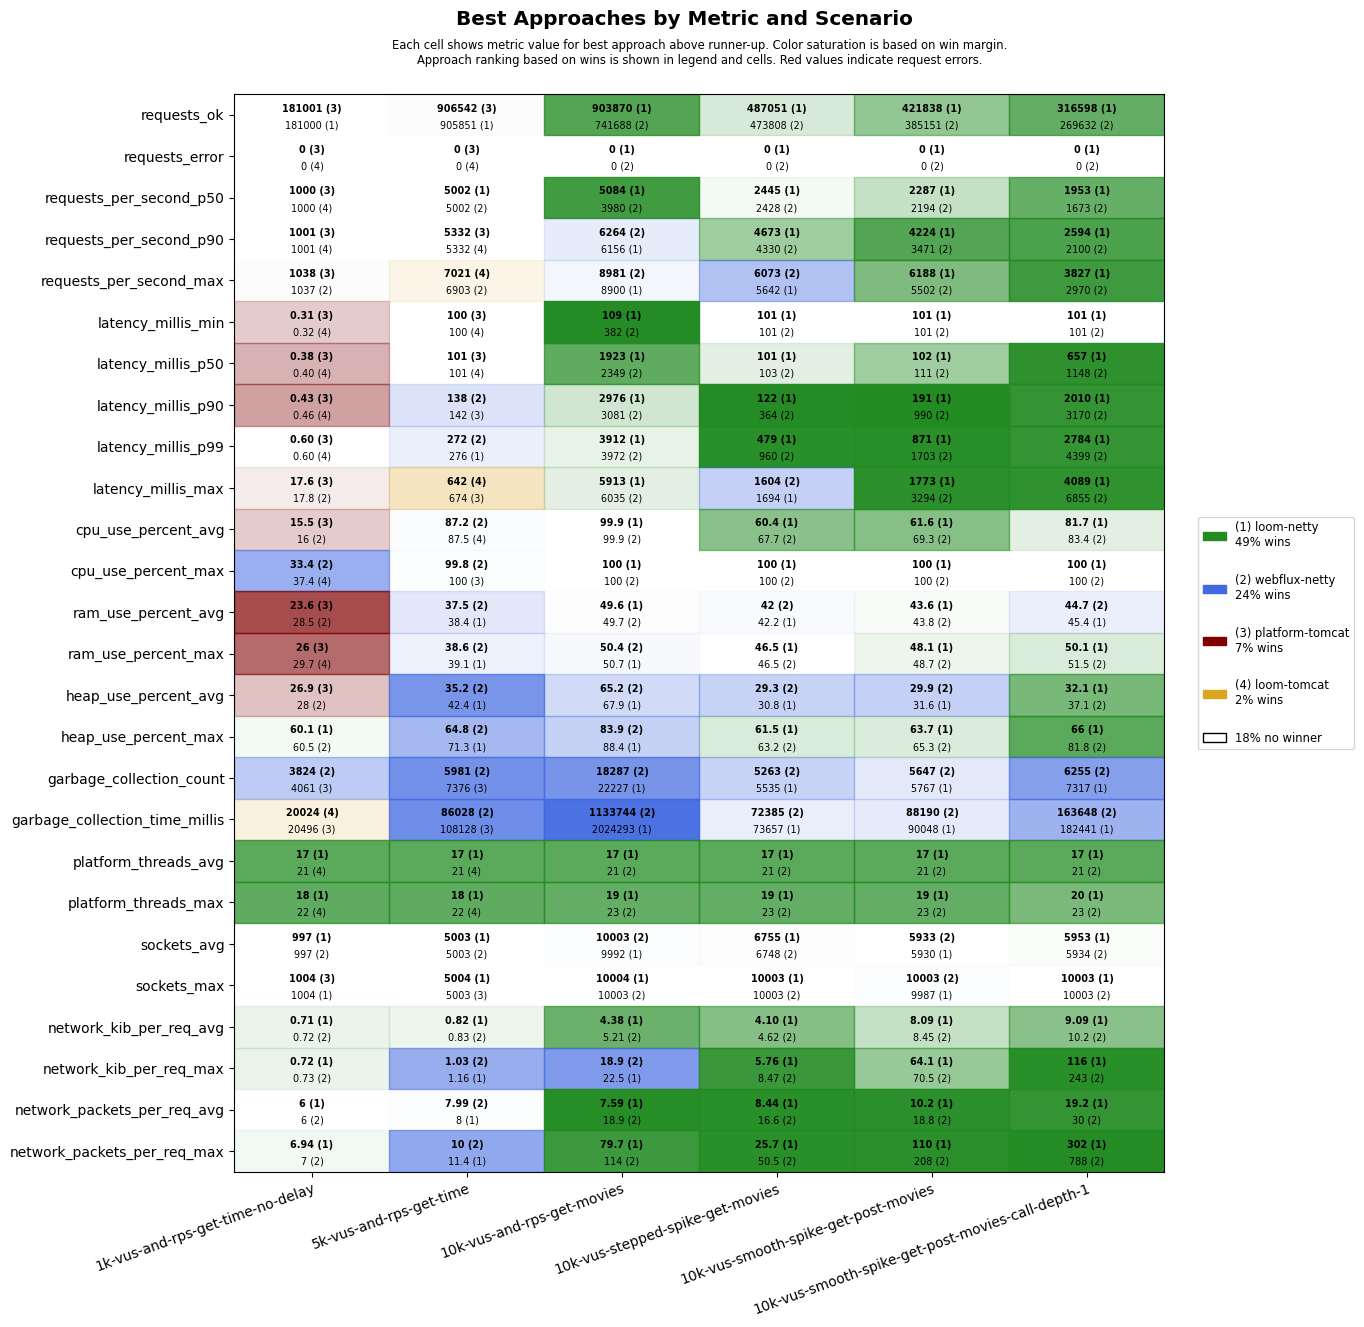 Best Approaches by Metric and Scenario
Each cell shows metric value for best approach above runner-up. Color saturation is based on win margin.
Approach ranking based on wins is shown in legend and cells. Red values indicate request errors.
requests_ok
181001 (3) 906542 (3) 903870 (1) 487051 (1) 421838 (1) 316598 (1)
181000 (1) 905851 (1) 741688 (2) 473808 (2) 385151 (2) 269632 (2)
requests_error
0 (3) 0 (3) 0 (1) 0 (1) 0 (1) 0 (1)
0 (4) 0 (4) 0 (2) 0 (2) 0 (2) 0 (2)
requests_per_second_p50
1000 (3) 5002 (1) 5084 (1) 2445 (1) 2287 (1) 1953 (1)
1000 (4) 5002 (2) 3980 (2) 2428 (2) 2194 (2) 1673 (2)
requests_per_second_p90
1001 (3) 5332 (3) 6264 (2) 4673 (1) 4224 (1) 2594 (1)
1001 (4) 5332 (4) 6156 (1) 4330 (2) 3471 (2) 2100 (2)
requests_per_second_max
1038 (3) 7021 (4) 8981 (2) 6073 (2) 6188 (1) 3827 (1)
1037 (2) 6903 (2) 8900 (1) 5642 (1) 5502 (2) 2970 (2)
latency_millis_min
0.31 (3) 100 (3) 109 (1) 101 (1) 101 (1) 101 (1)
0.32 (4) 100 (4) 382 (2) 101 (2) 101 (2) 101 (2)
latency_millis_p50
0.38 (3) 101 (3) 1923 (1) 101 (1) 102 (1) 657 (1)
0.40 (4) 101 (4) 2349 (2) 103 (2) 111 (2) 1148 (2)
latency_millis_p90
0.43 (3) 138 (2) 2976 (1) 122 (1) 191 (1) 2010 (1)
0.46 (4) 142 (3) 3081 (2) 364 (2) 990 (2) 3170 (2)
latency_millis_p99
0.60 (3) 272 (2) 3912 (1) 479 (1) 871 (1) 2784 (1)
0.60 (4) 276 (1) 3972 (2) 960 (2) 1703 (2) 4399 (2)
latency_millis_max
17.6 (3) 642 (4) 5913 (1) 1604 (2) 1773 (1) 4089 (1)
17.8 (2) 674 (3) 6035 (2) 1694 (1) 3294 (2) 6855 (2)
cpu_use_percent_avg
15.5 (3) 87.2 (2) 99.9 (1) 60.4 (1) 61.6 (1) 81.7 (1)
16 (2) 87.5 (4) 99.9 (2) 67.7 (2) 69.3 (2) 83.4 (2)
cpu_use_percent_max
33.4 (2) 99.8 (2) 100 (1) 100 (1) 100 (1) 100 (1)
37.4 (4) 100 (3) 100 (2) 100 (2) 100 (2) 100 (2)
ram_use_percent_avg
23.6 (3) 37.5 (2) 49.6 (1) 42 (2) 43.6 (1) 44.7 (2)
28.5 (2) 38.4 (1) 49.7 (2) 42.2 (1) 43.8 (2) 45.4 (1)
ram_use_percent_max
26 (3) 38.6 (2) 50.4 (2) 46.5 (1) 48.1 (1) 50.1 (1)
29.7 (4) 39.1 (1) 50.7 (1) 46.5 (2) 48.7 (2) 51.5 (2)
heap_use_percent_avg
26.9 (3) 35.2 (2) 65.2 (2) 29.3 (2) 29.9 (2) 32.1 (1)
28 (2) 42.4 (1) 67.9 (1) 30.8 (1) 31.6 (1) 37.1 (2)
heap_use_percent_max
60.1 (1) 64.8 (2) 83.9 (2) 61.5 (1) 63.7 (1) 66 (1)
60.5 (2) 71.3 (1) 88.4 (1) 63.2 (2) 65.3 (2) 81.8 (2)
garbage_collection_count
3824 (2) 5981 (2) 18287 (2) 5263 (2) 5647 (2) 6255 (2)
4061 (3) 7376 (3) 22227 (1) 5535 (1) 5767 (1) 7317 (1)
garbage_collection_time_millis
20024 (4) 86028 (2) 1133744 (2) 72385 (2) 88190 (2) 163648 (2)
20496 (3) 108128 (3) 2024293 (1) 73657 (1) 90048 (1) 182441 (1)
platform_threads_avg
17 (1) 17 (1) 17 (1) 17 (1) 17 (1) 17 (1)
21 (4) 21 (4) 21 (2) 21 (2) 21 (2) 21 (2)
platform_threads_max
18 (1) 18 (1) 19 (1) 19 (1) 19 (1) 20 (1)
22 (4) 22 (4) 23 (2) 23 (2) 23 (2) 23 (2)
sockets_avg
997 (1) 5003 (1) 10003 (2) 6755 (1) 5933 (2) 5953 (1)
997 (2) 5003 (2) 9992 (1) 6748 (2) 5930 (1) 5934 (2)
sockets_max
1004 (3) 5004 (1) 10004 (1) 10003 (1) 10003 (2) 10003 (1)
1004 (1) 5003 (3) 10003 (2) 10003 (2) 9987 (1) 10003 (2)
network_kib_per_req_avg
0.71 (1) 0.82 (1) 4.38 (1) 4.10 (1) 8.09 (1) 9.09 (1)
0.72 (2) 0.83 (2) 5.21 (2) 4.62 (2) 8.45 (2) 10.2 (2)
network_kib_per_req_max
0.72 (1) 1.03 (2) 18.9 (2) 5.76 (1) 64.1 (1) 116 (1)
0.73 (2) 1.16 (1) 22.5 (1) 8.47 (2) 70.5 (2) 243 (2)
network_packets_per_req_avg
6 (1) 7.99 (2) 7.59 (1) 8.44 (1) 10.2 (1) 19.2 (1)
6 (2) 8 (1) 18.9 (2) 16.6 (2) 18.8 (2) 30 (2)
network_packets_per_req_max
6.94 (1) 10 (2) 79.7 (1) 25.7 (1) 110 (1) 302 (1)
7 (2) 11.4 (1) 114 (2) 50.5 (2) 208 (2) 788 (2)
1k-vus-and-rps-get-time-no-delay
5k-vus-and-rps-get-time
10k-vus-and-rps-get-movies
10k-vus-stepped-spike-get-movies
10k-vus-smooth-spike-get-post-movies
10k-vus-smooth-spike-get-post-movies-call-depth-1
(1) loom-netty
49% wins
(2) webflux-netty
24% wins
(3) platform-tomcat
7% wins
(4) loom-tomcat
2% wins
18% no winner